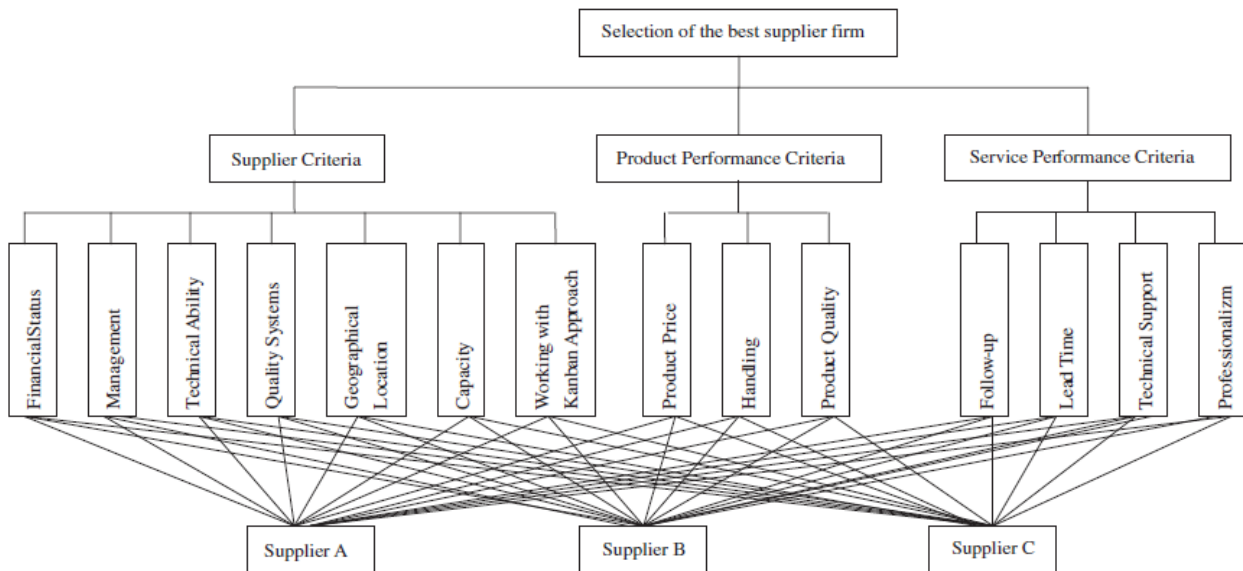 Selection of the best supplier firm
Supplier Criteria
Product Performance Criteria
Service Performance Criteria
FinancialStatus
Management
Technical Ability
Quality Systems
Geographical
Location
Capacity
Working with
Kanban Approach
Product Price
Handling
Product Quality
Follow-up
Lead Time
Technical Support
Professionalizm
Supplier A
Supplier B
Supplier C